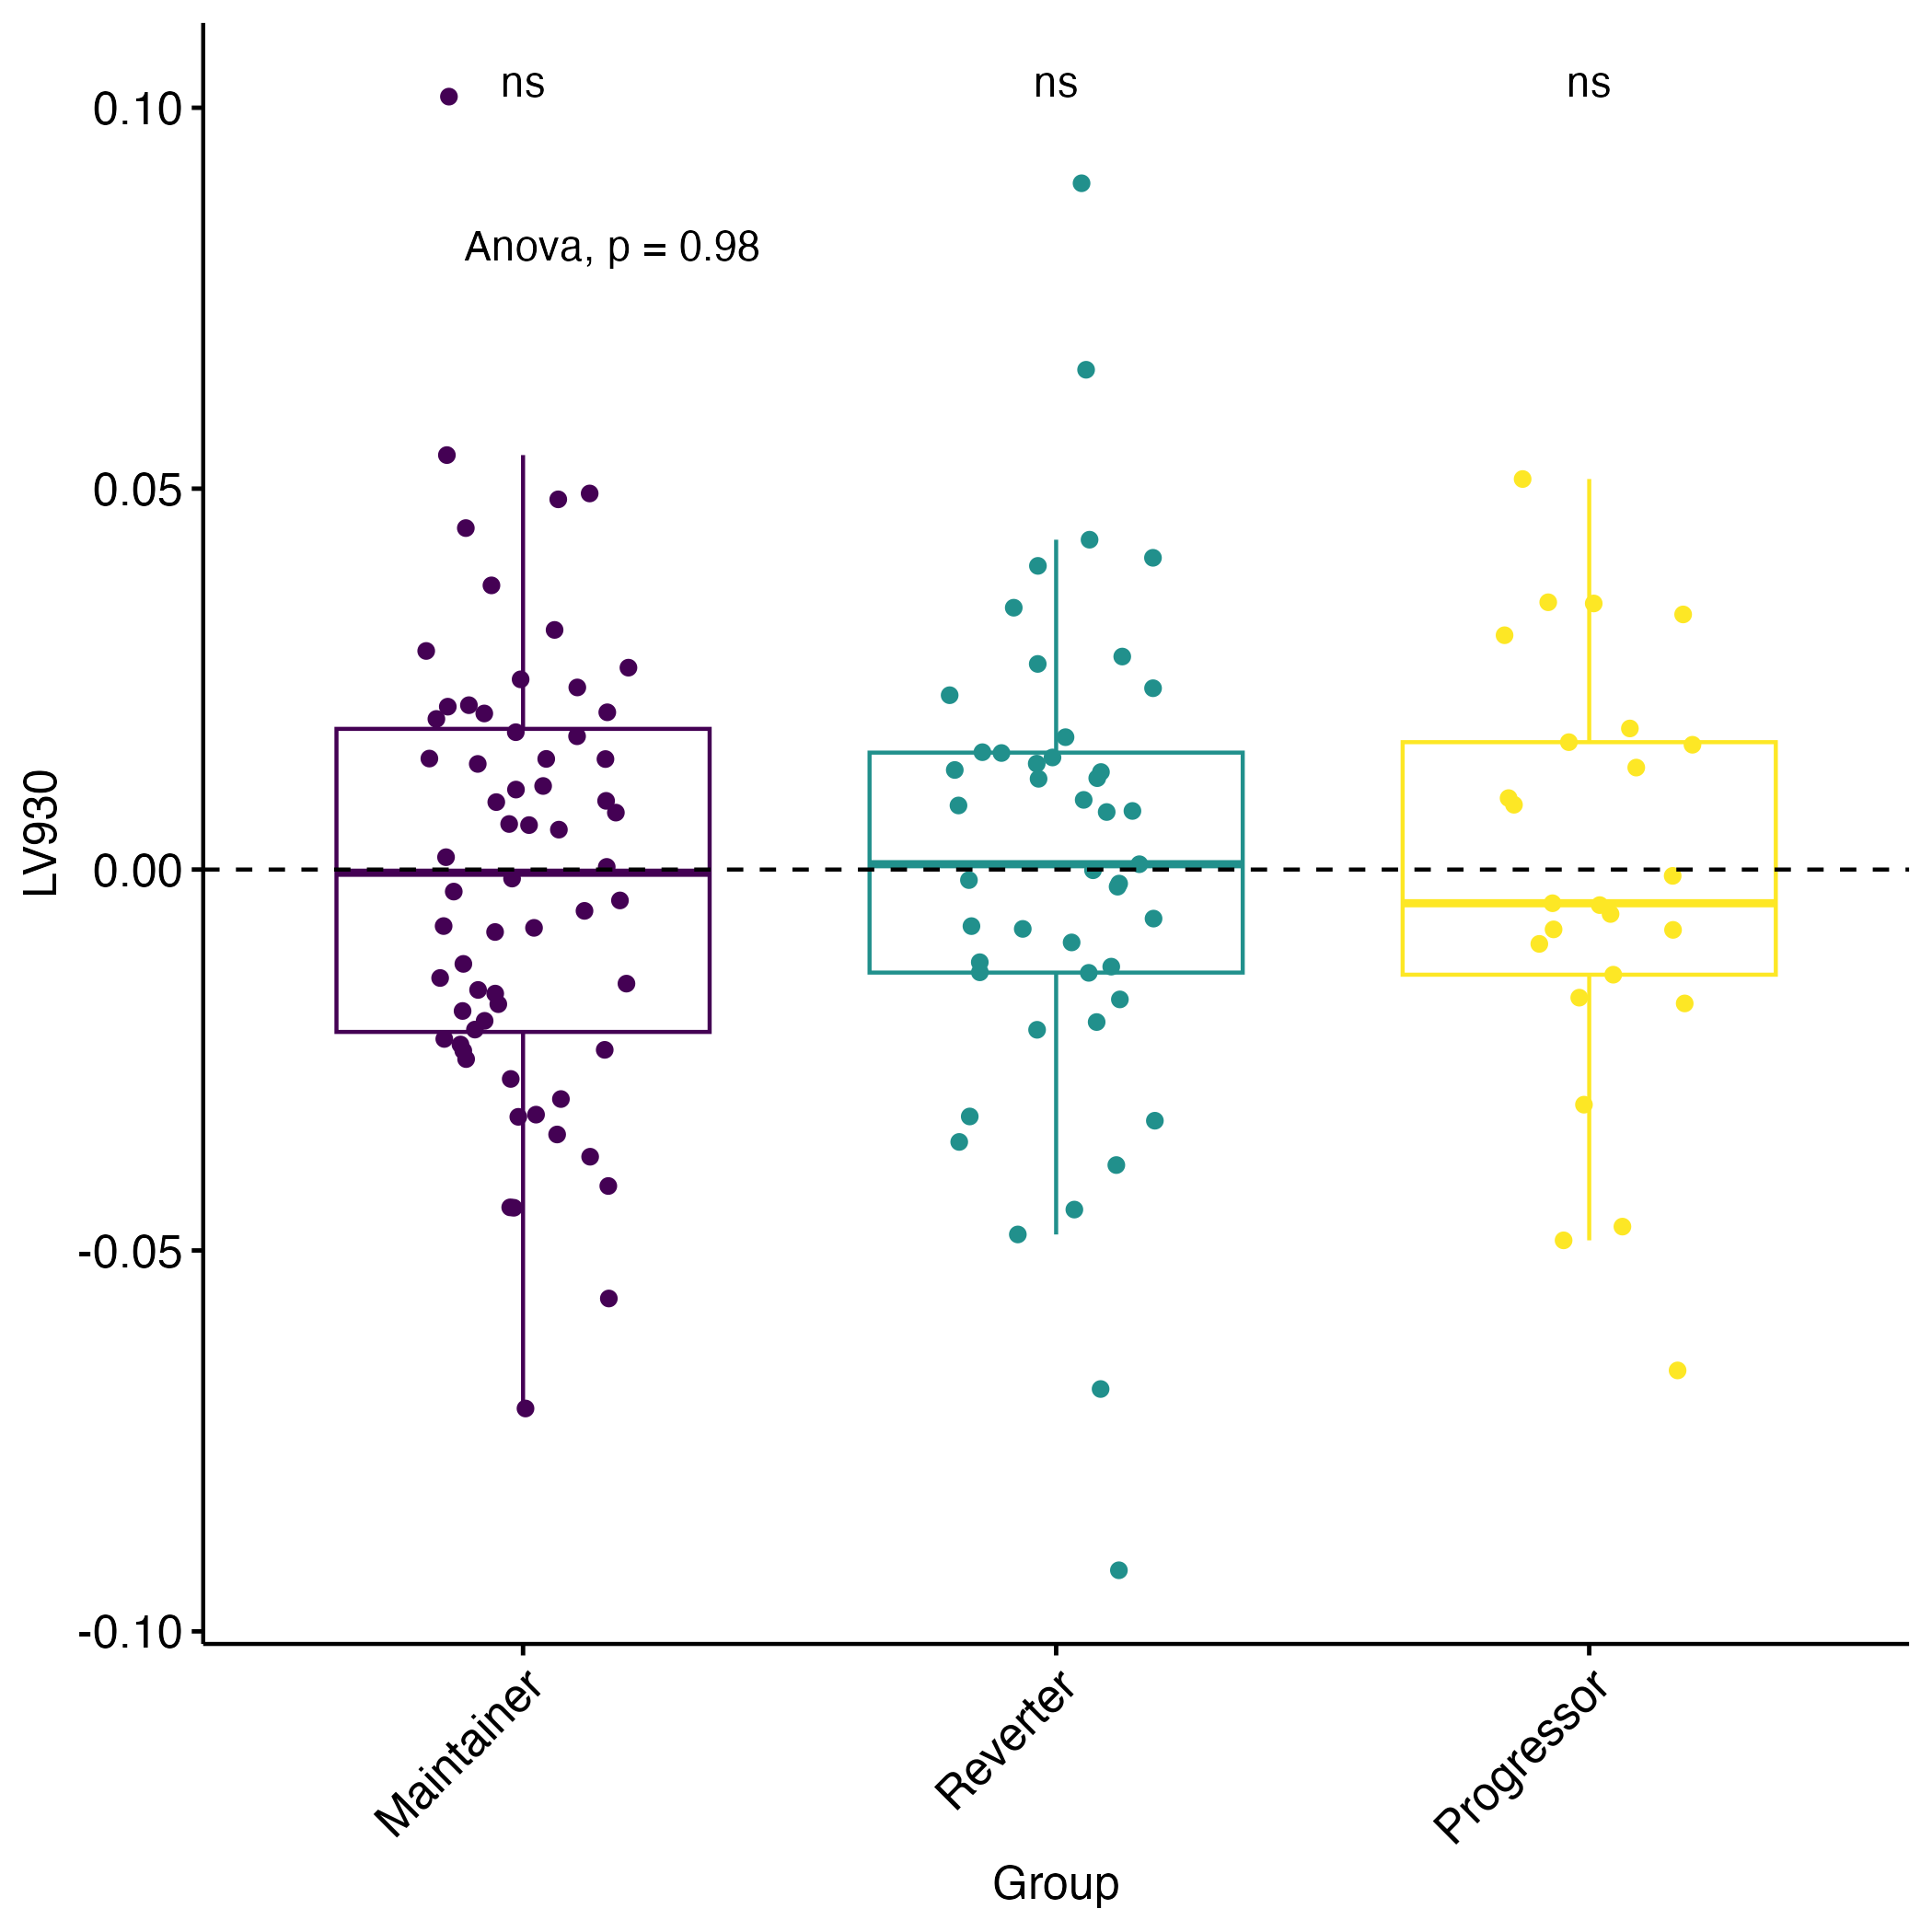 ns ns ns
Anova, p = 0.98
0.10
0.05
0.00
-0.05
-0.10
LV930
Maintainer
Reverter
Progressor
Group